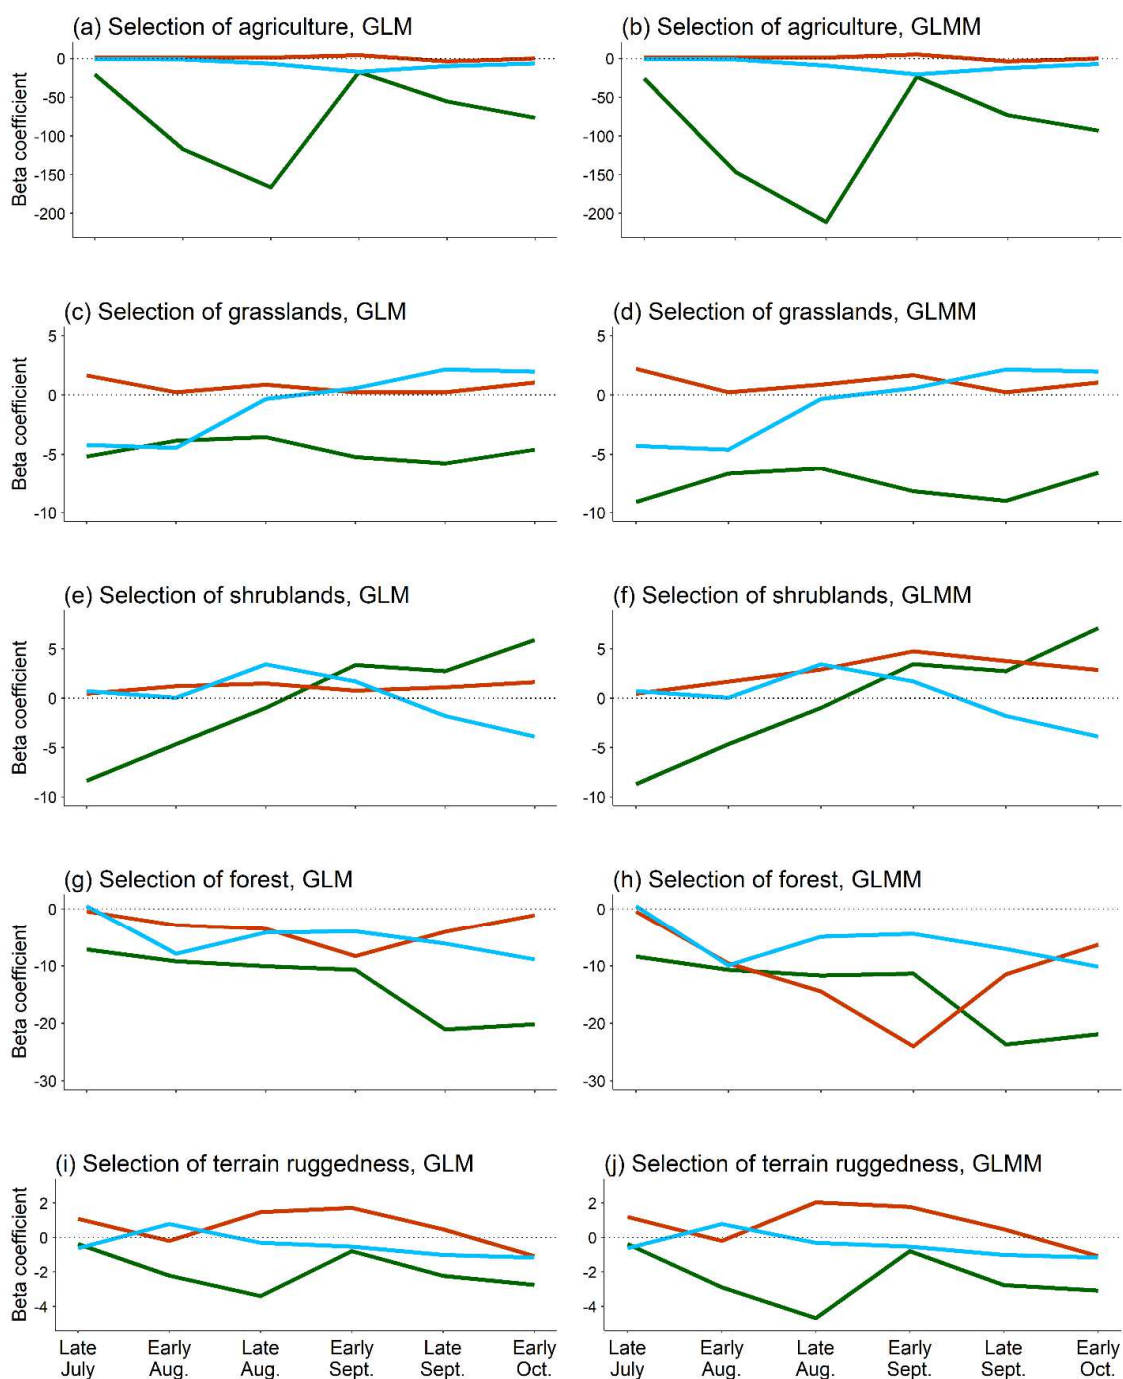 (a) Selection of agriculture, GLM
(b) Selection of agriculture, GLMM
Beta coefficient
0
-50
-100
-150
-200
0
-50
-100
-150
-200
(c) Selection of grasslands, GLM
(d) Selection of grasslands, GLMM
Beta coefficient
5
0
-5
-10
5
0
-5
-10
(e) Selection of shrublands, GLM
(f) Selection of shrublands, GLMM
Beta coefficient
5
0
-5
-10
5
0
-5
-10
(g) Selection of forest, GLM
(h) Selection of forest, GLMM
Beta coefficient
0
-10
-20
-30
0
-10
-20
-30
(i) Selection of terrain ruggedness, GLM
(j) Selection of terrain ruggedness, GLMM
Beta coefficient
2
0
-2
-4
2
0
-2
-4
Late Early Late Early Late Early
July Aug. Aug. Sept. Sept. Oct.
Late Early Late Early Late Early
July Aug. Aug. Sept. Sept. Oct.